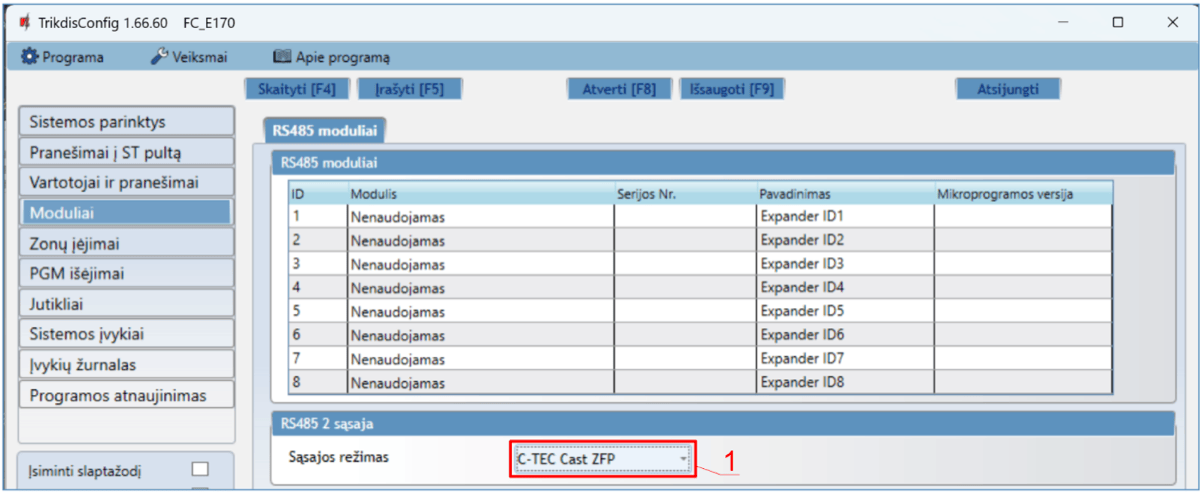 TrikdisConfig 1.66.60 FC_E170
Programa Veiksmai Apie programą
Skaityti [F4] Įrašyti [F5] Atverti [F8] Išsaugoti [F9] Atsijungti
Sistemos parinktys
Pranešimai į ST pultą
Vartotojai ir pranešimai
Moduliai
Zonų įėjimai
PGM išėjimai
Jutikliai
Sistemos įvykiai
Įvykių žurnalas
Programos atnaujinimas
Įsiminti slaptažodį
RS485 moduliai
RS485 moduliai
ID Modulis Serijos Nr. Pavadinimas Mikroprogramos versija
1 Nenaudojamas Expander ID1
2 Nenaudojamas Expander ID2
3 Nenaudojamas Expander ID3
4 Nenaudojamas Expander ID4
5 Nenaudojamas Expander ID5
6 Nenaudojamas Expander ID6
7 Nenaudojamas Expander ID7
8 Nenaudojamas Expander ID8
RS485 2 sąsaja
Sąsajos režimas C-TEC Cast ZFP 1